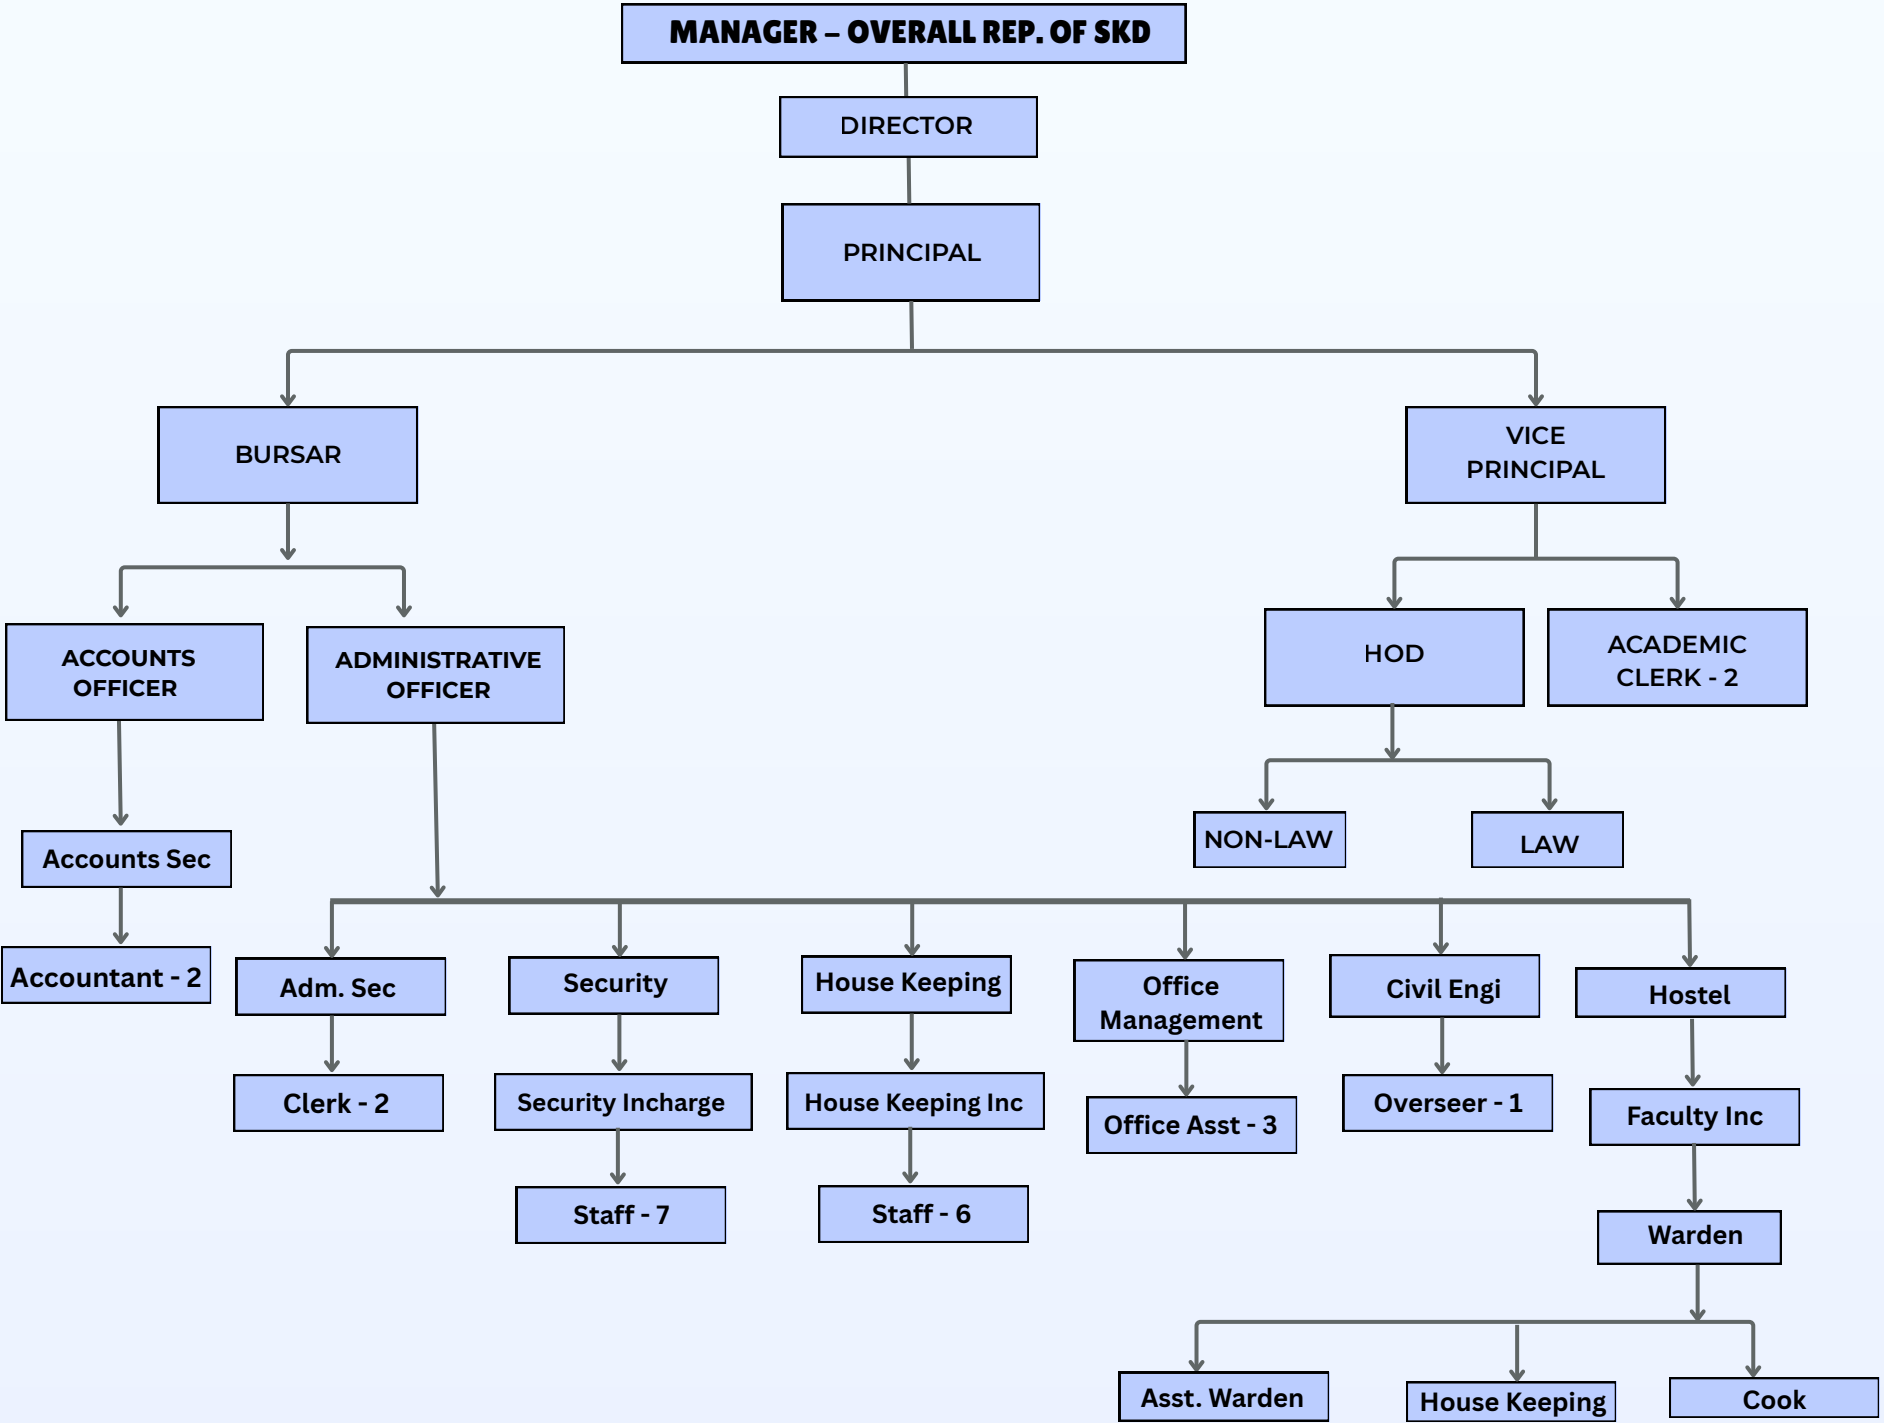 MANAGER – OVERALL REP. OF SKD
DIRECTOR
PRINCIPAL
BURSAR
VICE
PRINCIPAL
ACCOUNTS
OFFICER
ADMINISTRATIVE
OFFICER
HOD
ACADEMIC
CLERK - 2
NON-LAW
LAW
Accounts Sec
Accountant - 2
Adm. Sec
Security
House Keeping
Office
Management
Civil Engi
Hostel
Clerk - 2
Security Incharge
House Keeping Inc
Office Asst - 3
Overseer - 1
Faculty Inc
Staff - 7
Staff - 6
Warden
Asst. Warden
House Keeping
Cook